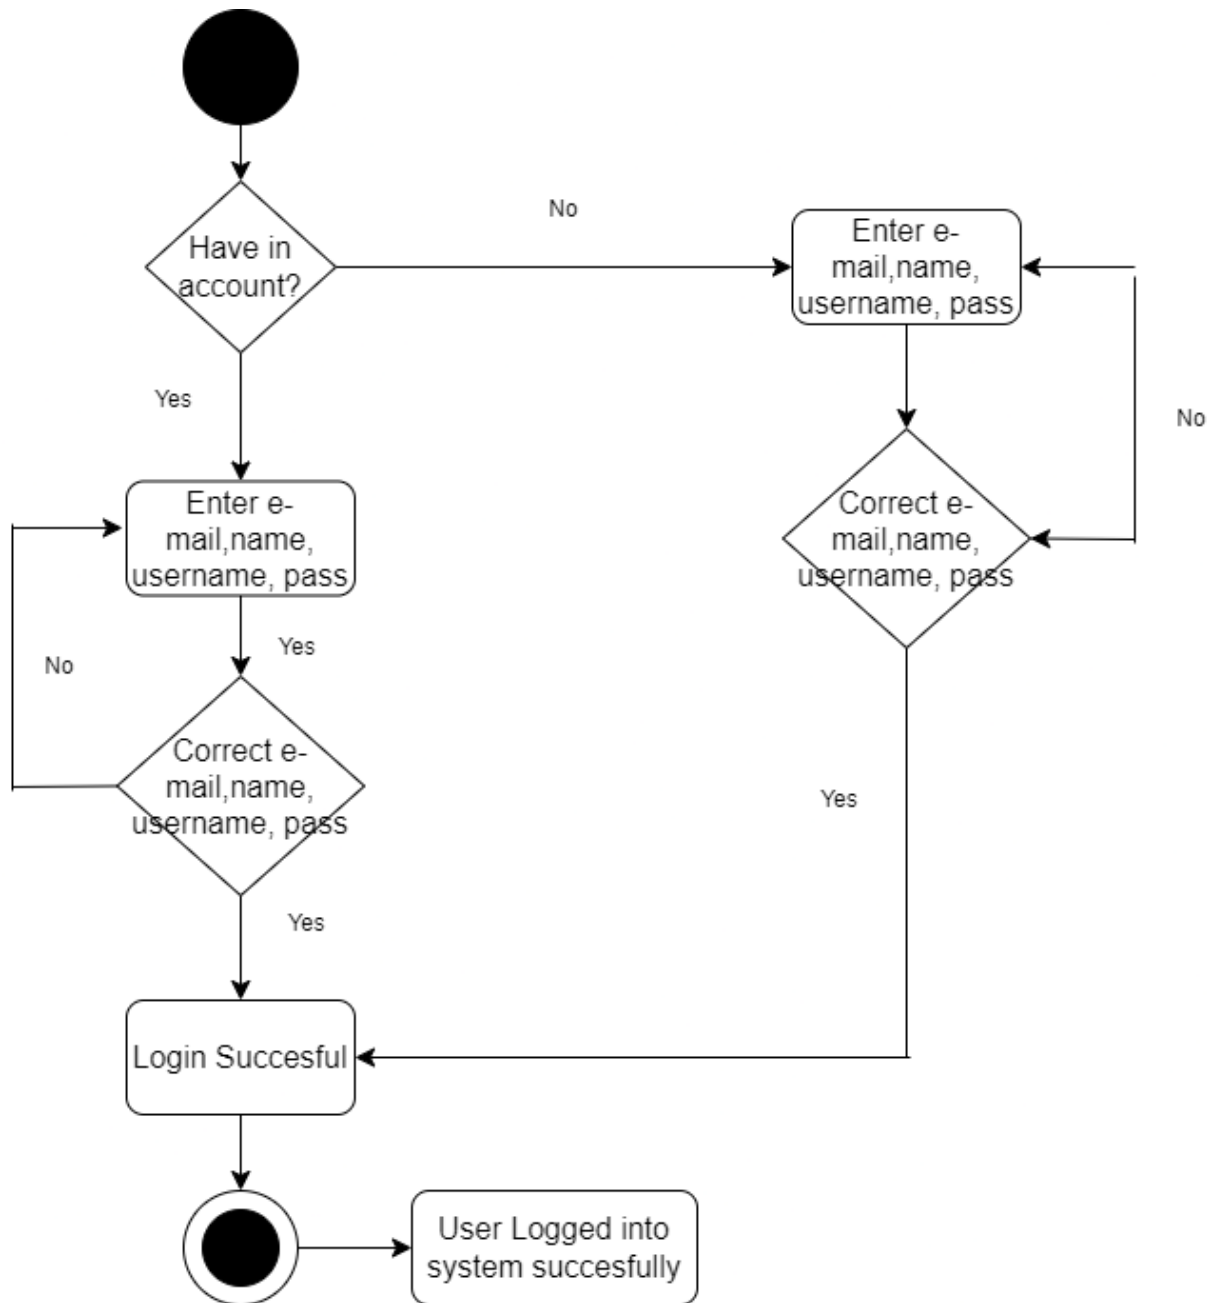 No
Have in
account?
Enter e-
mail,name,
username, pass
Yes
No
Enter e-
mail,name,
username, pass
Correct e-
mail,name,
username, pass
Yes
No
Correct e-
mail,name,
username, pass
Yes
Yes
Login Succesful
User Logged into
system succesfully